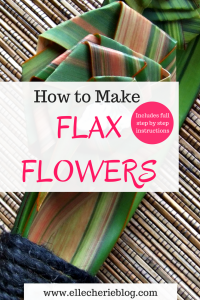 How to Make
FLAX
Includes full
step by step
instructions
FLOWERS
www.ellecherieblog.com